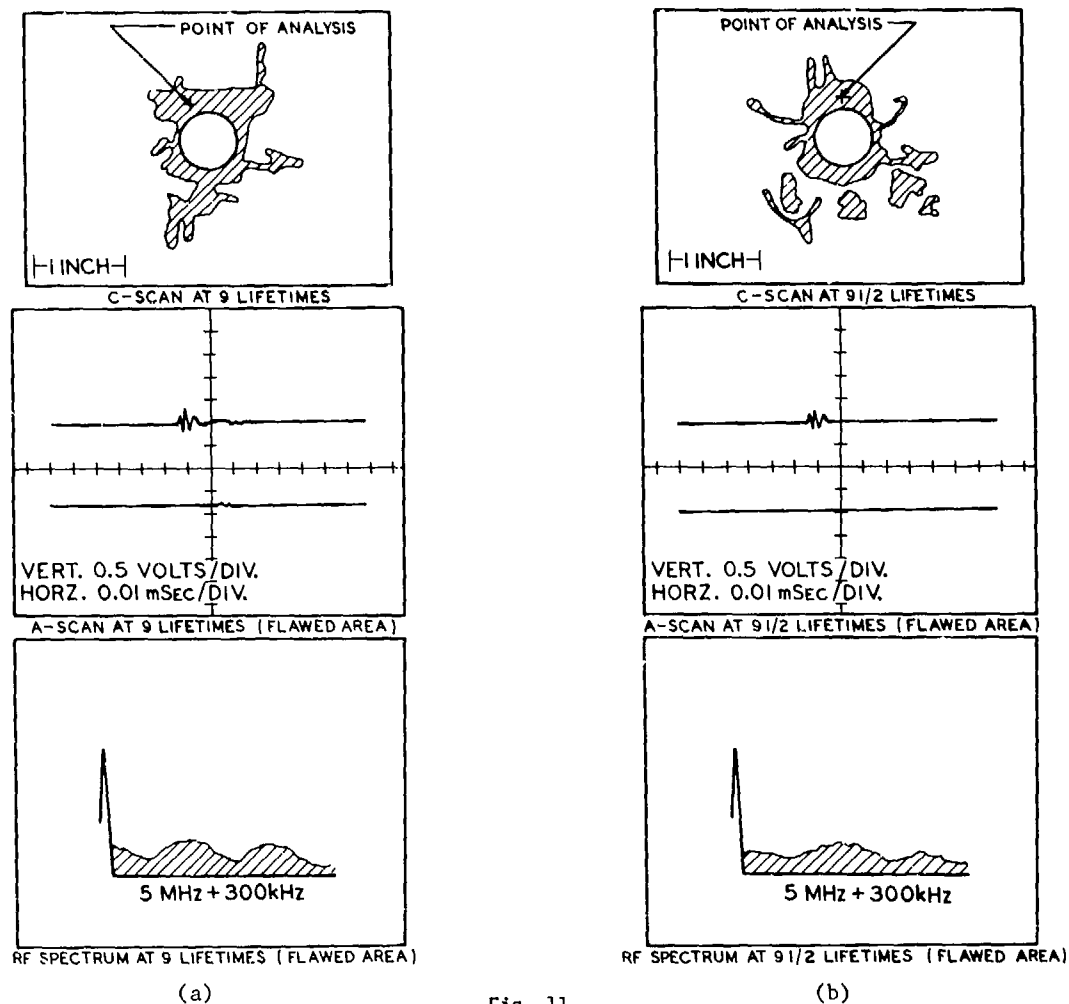 POINT OF ANALYSIS
1 INCH
C-SCAN AT 9 LIFETIMES
VERT. 0.5 VOLTS/DIV.
HORZ. 0.01 mSec/DIV.
A-SCAN AT 9 LIFETIMES (FLAWED AREA)
5 MHz + 300kHz
RF SPECTRUM AT 9 LIFETIMES (FLAWED AREA)
(a)
POINT OF ANALYSIS
1 INCH
C-SCAN AT 9 1/2 LIFETIMES
VERT. 0.5 VOLTS/DIV.
HORZ. 0.01 mSec/DIV.
A-SCAN AT 9 1/2 LIFETIMES (FLAWED AREA)
5 MHz + 300kHz
RF SPECTRUM AT 9 1/2 LIFETIMES (FLAWED AREA)
(b)
Fig. 11